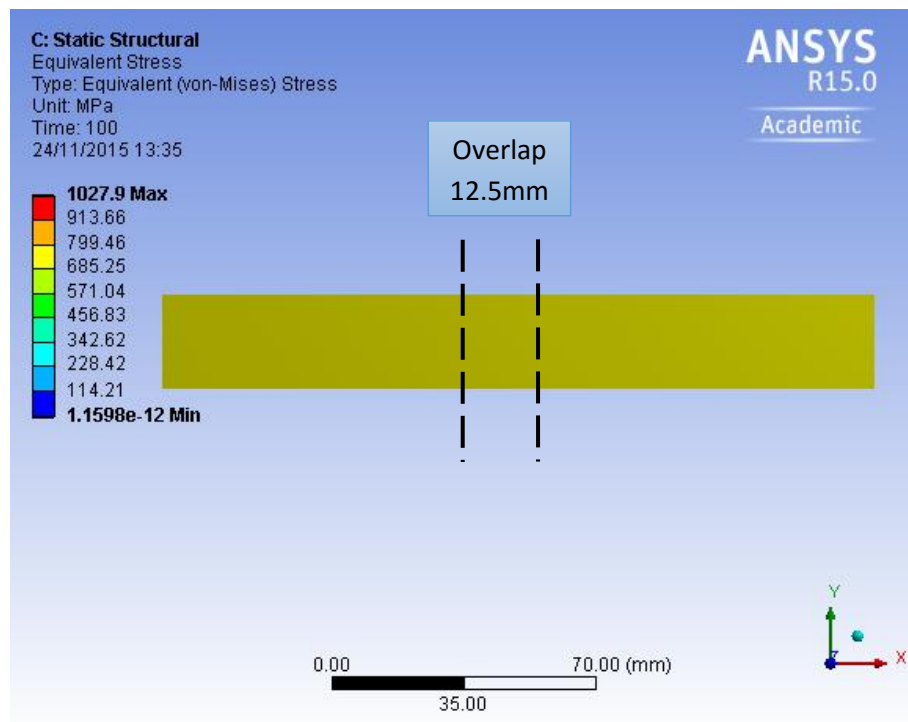 C: Static Structural
Equivalent Stress
Type: Equivalent (von-Mises) Stress
Unit: MPa
Time: 100
24/11/2015 13:35
ANSYS
R15.0
Academic
Overlap
12.5mm
1027.9 Max
913.66
799.46
685.25
571.04
456.83
342.62
228.42
114.21
1.1598e-12 Min
0.00
70.00 (mm)
35.00
Y
Z
X